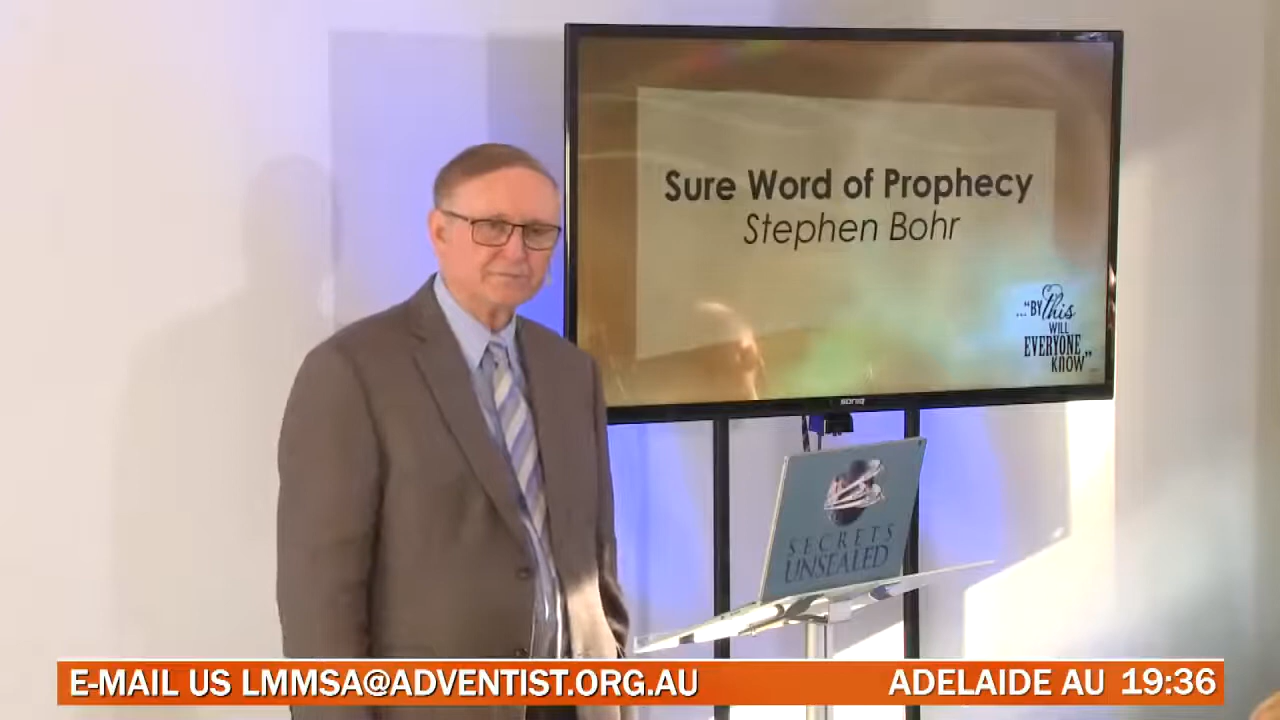 Sure Word of Prophecy
Stephen Bohr
..."BY this
WILL
EVERYONE
KNOW"
soniq
SECRETS
UNSEALED
E-MAIL US LMMSA@ADVENTIST.ORG.AU
ADELAIDE AU 19:36